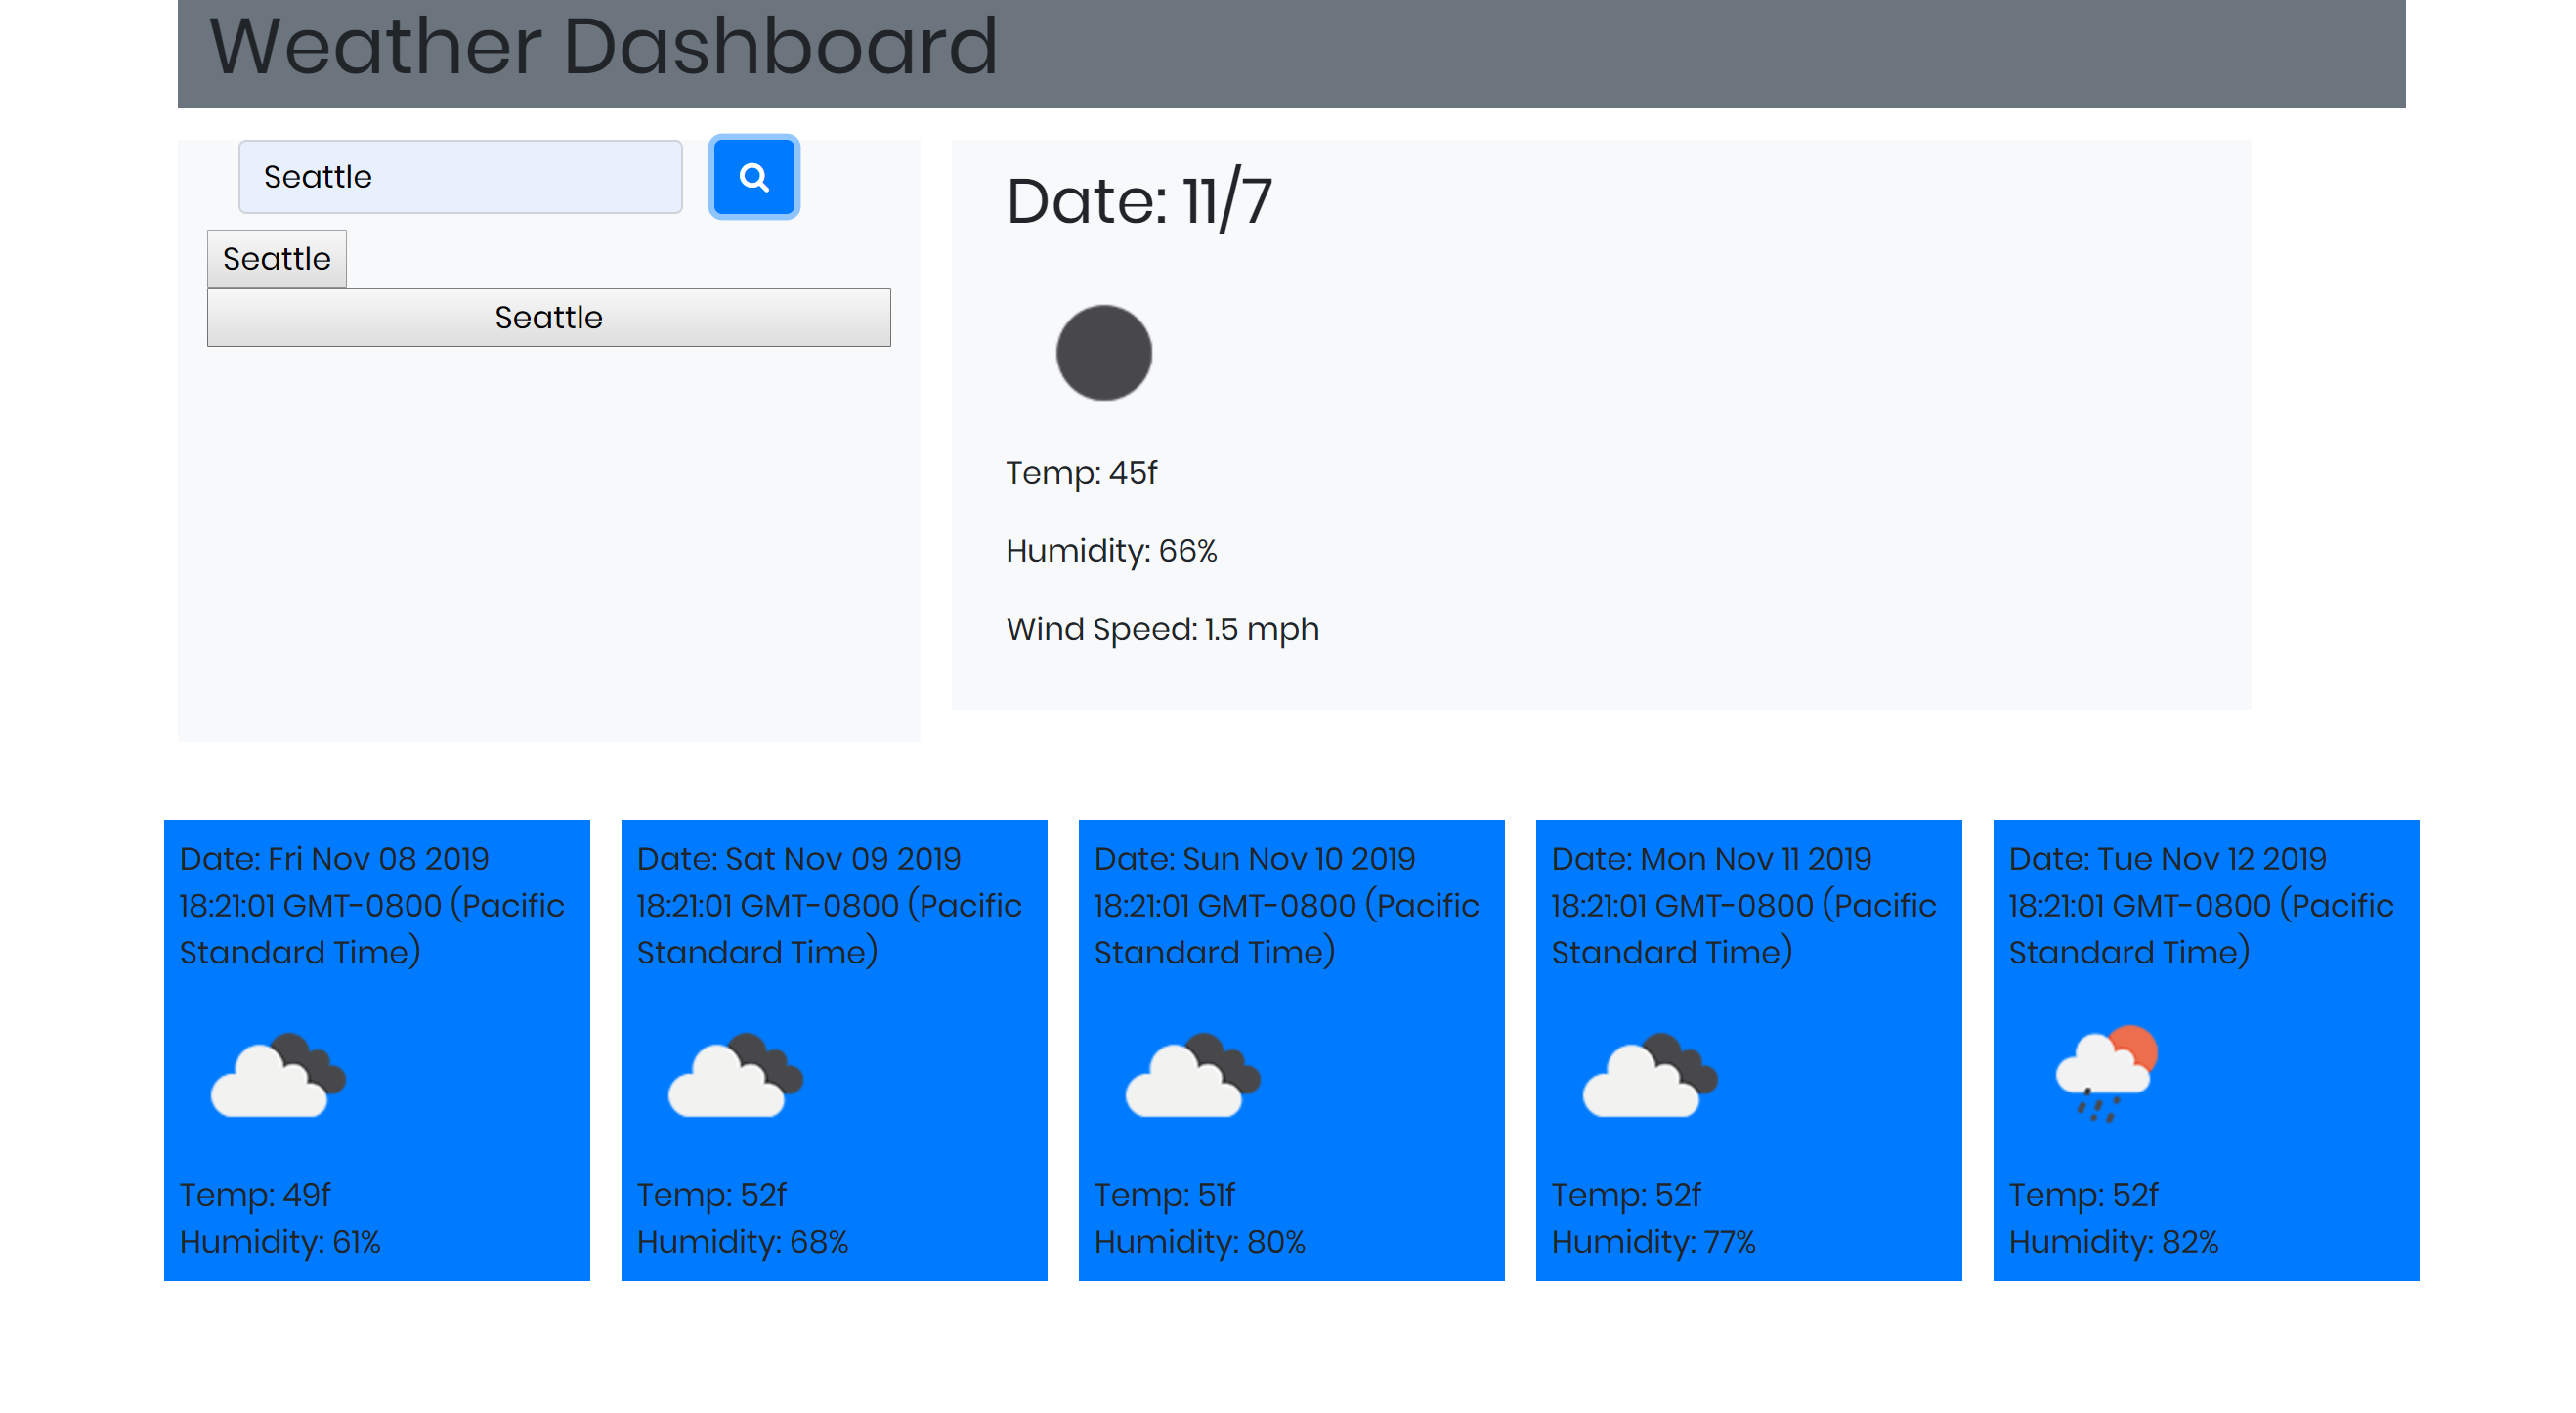 Weather Dashboard
Seattle
Seattle
Seattle
Date: 11/7
Temp: 45f
Humidity: 66%
Wind Speed: 1.5 mph
Date: Fri Nov 08 2019
18:21:01 GMT-0800 (Pacific
Standard Time)
Temp: 49f
Humidity: 61%
Date: Sat Nov 09 2019
18:21:01 GMT-0800 (Pacific
Standard Time)
Temp: 52f
Humidity: 68%
Date: Sun Nov 10 2019
18:21:01 GMT-0800 (Pacific
Standard Time)
Temp: 51f
Humidity: 80%
Date: Mon Nov 11 2019
18:21:01 GMT-0800 (Pacific
Standard Time)
Temp: 52f
Humidity: 77%
Date: Tue Nov 12 2019
18:21:01 GMT-0800 (Pacific
Standard Time)
Temp: 52f
Humidity: 82%